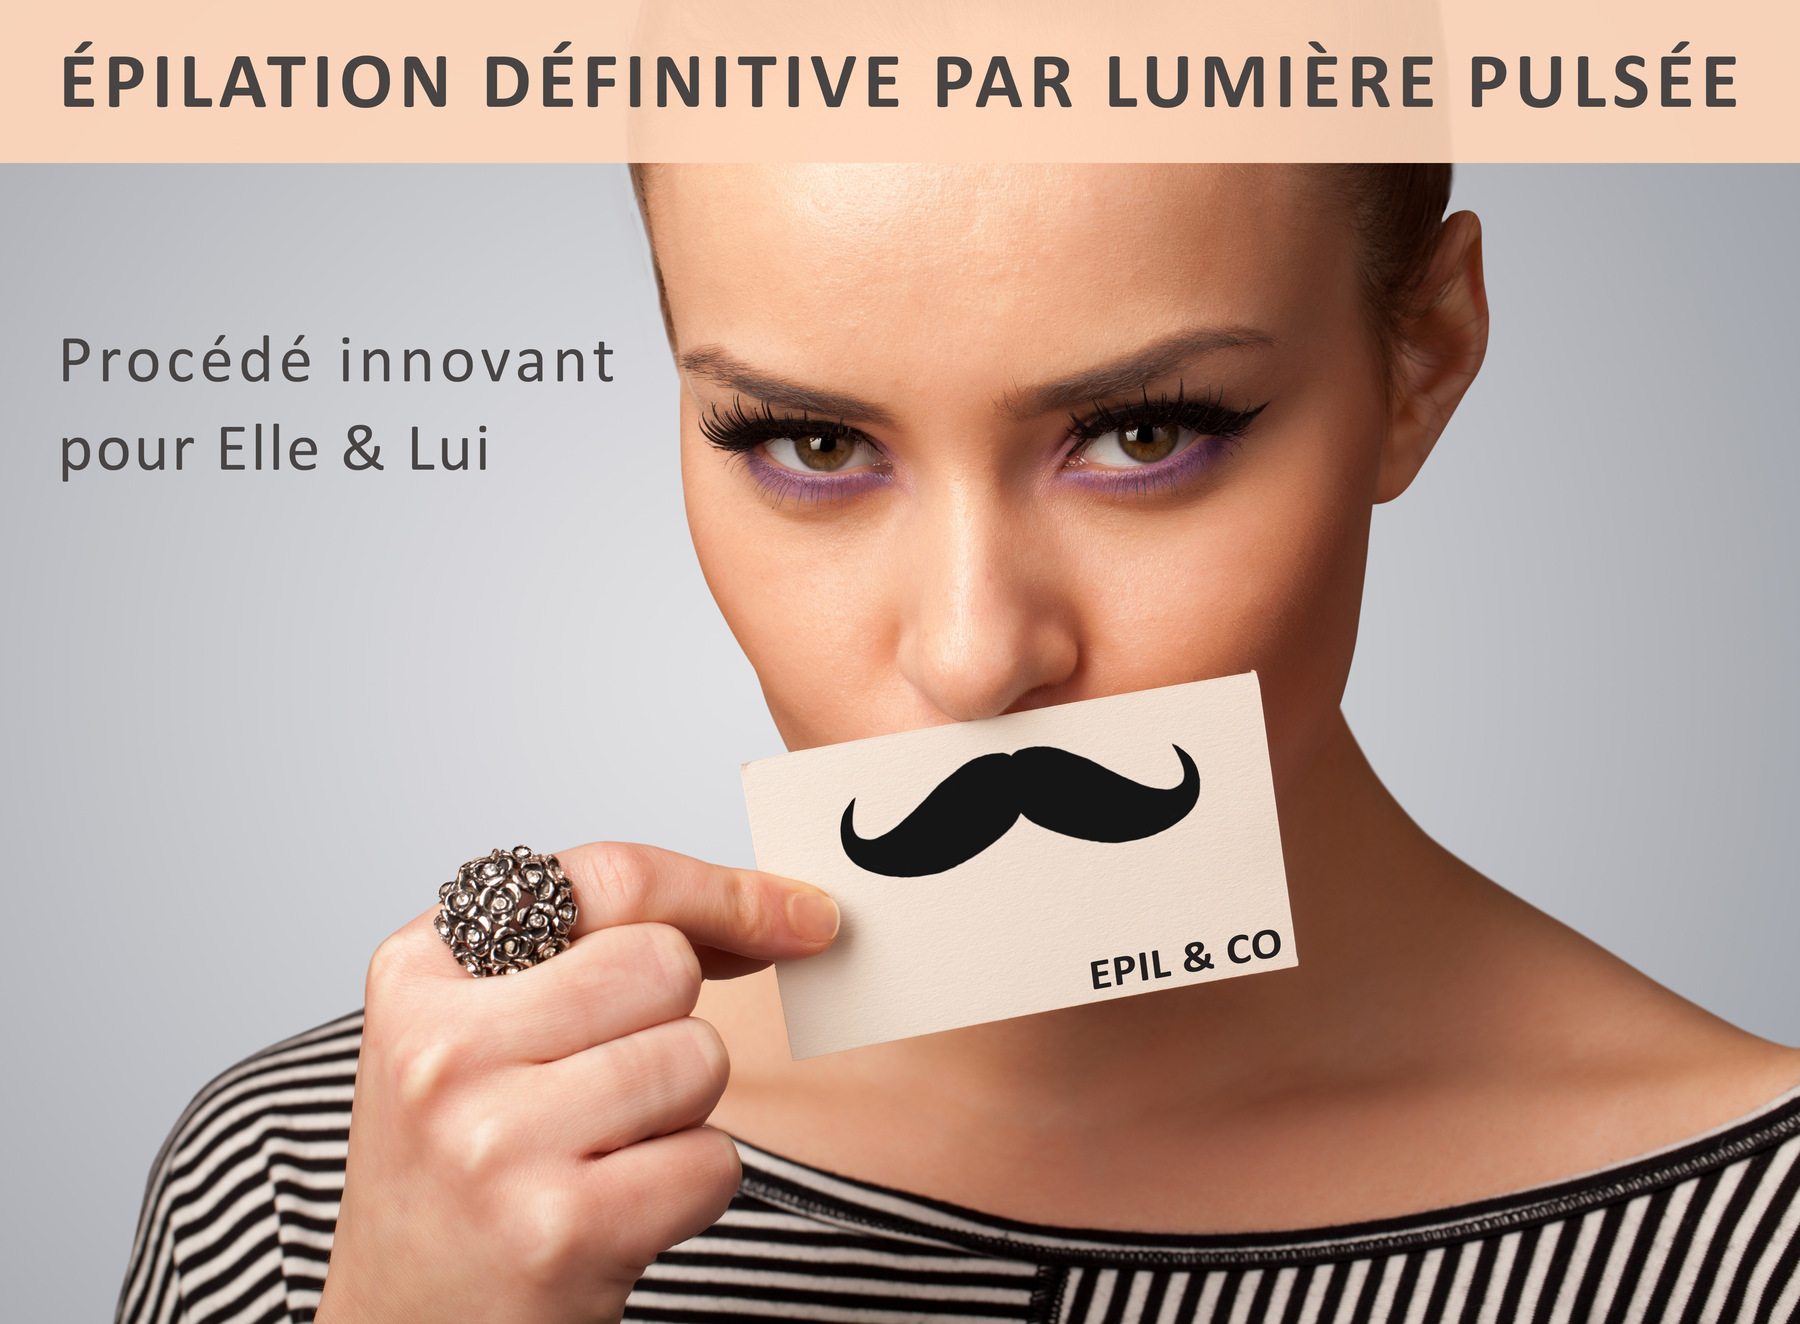 ÉPILATION DÉFINITIVE PAR LUMIÈRE PULSÉE
Procédé innovant
pour Elle & Lui
EPIL & CO